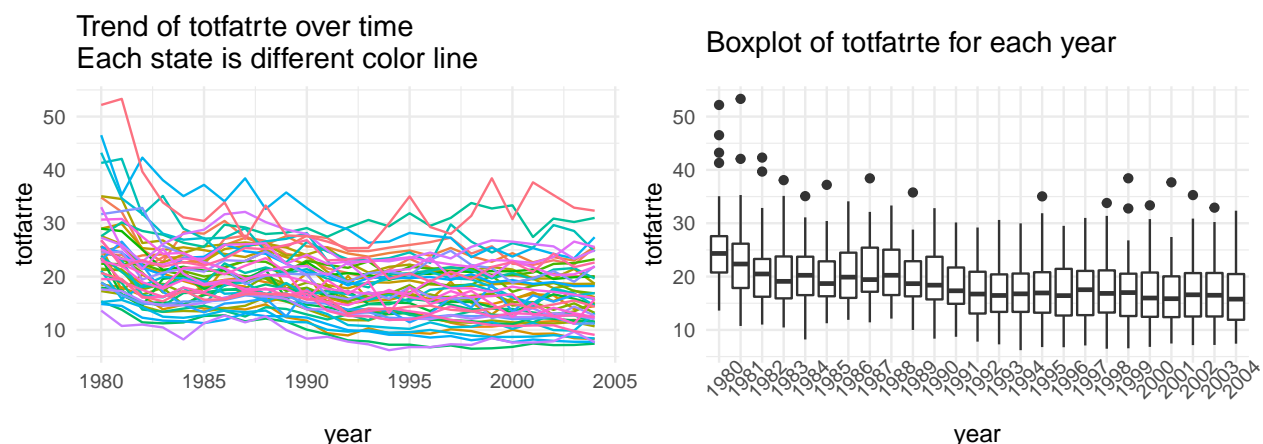 Trend of totfatrte over time
Each state is different color line
totfatrte
50
40
30
20
10
1980 1985 1990 1995 2000 2005
year
Boxplot of totfatrte for each year
totfatrte
50
40
30
20
10
1980 1981 1982 1983 1984 1985 1986 1987 1988 1989 1990 1991 1992 1993 1994 1995 1996 1997 1998 1999 2000 2001 2002 2003 2004
year